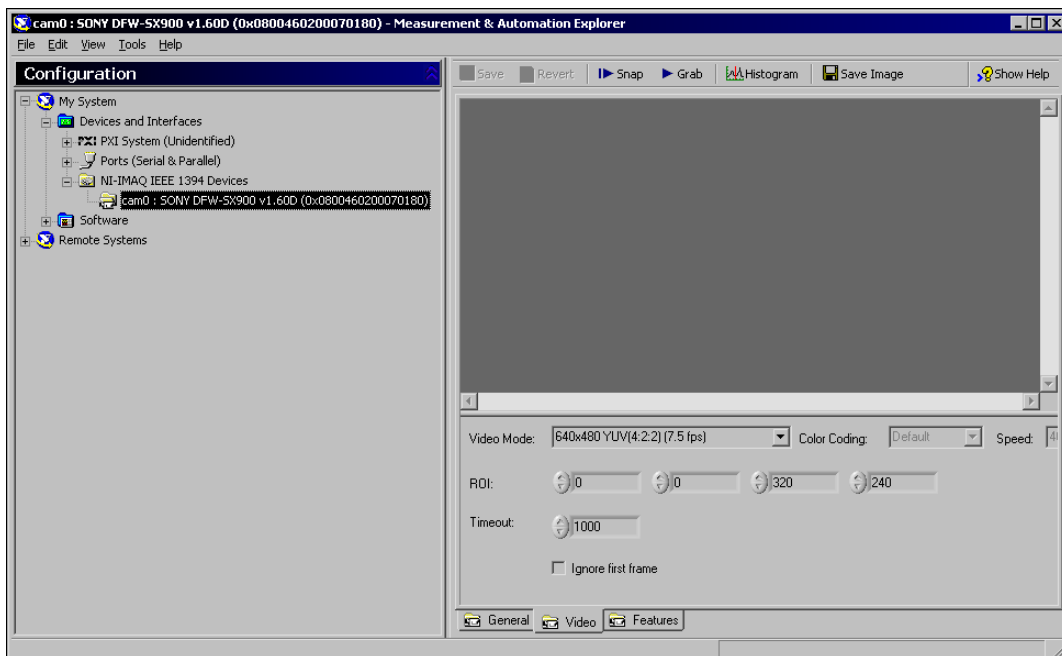 cam0 : SONY DFW-SX900 v1.60D (0x0800460200070180) - Measurement & Automation Explorer
File Edit View Tools Help
Configuration
Save Revert Snap Grab Histogram Save Image Show Help
My System
Devices and Interfaces
PXI PXI System (Unidentified)
Ports (Serial & Parallel)
NI-IMAQ IEEE 1394 Devices
cam0 : SONY DFW-SX900 v1.60D (0x0800460200070180)
Software
Remote Systems
Video Mode: 640x480 YUV(4:2:2) (7.5 fps) Color Coding: Default Speed:
ROI: 0 0 320 240
Timeout: 1000
Ignore first frame
General Video Features